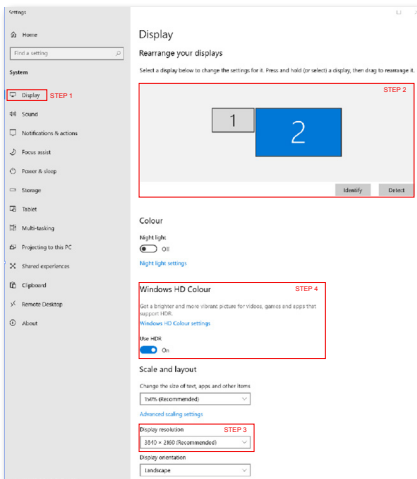 Settings
Home
Find a setting
System
Display STEP 1
Sound
Notifications & actions
Focus assist
Power & sleep
Storage
Tablet
Multi-tasking
Projecting to this PC
Shared experiences
Clipboard
Remote Desktop
About
Display
Rearrange your displays
Select a display below to change the settings for it. Press and hold (or select) a display, then drag to rearrange it.
STEP 2
1 2
Identify Detect
Colour
Night light
Off
Night light settings
Windows HD Colour STEP 4
Get a brighter and more vibrant picture for videos, games and apps that
support HDR.
Windows HD Colour settings
Use HDR
On
Scale and layout
Change the size of text, apps and other items
150% (Recommended)
Advanced scaling settings
Display resolution STEP 3
3840 × 2160 (Recommended)
Display orientation
Landscape